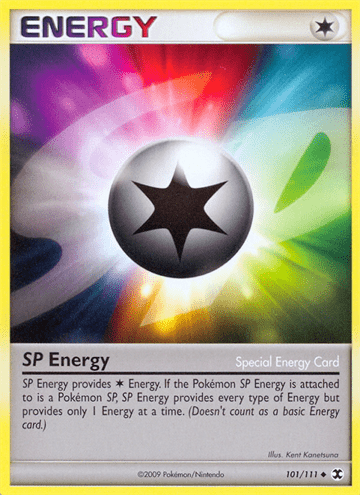 ENERGY
SP Energy
Special Energy Card
SP Energy provides ✶ Energy. If the Pokémon SP Energy is attached
to is a Pokémon SP, SP Energy provides every type of Energy but
provides only 1 Energy at a time. (Doesn't count as a basic Energy
card.)
Illus. Kent Kanetsuna
©2009 Pokémon/Nintendo
101/111